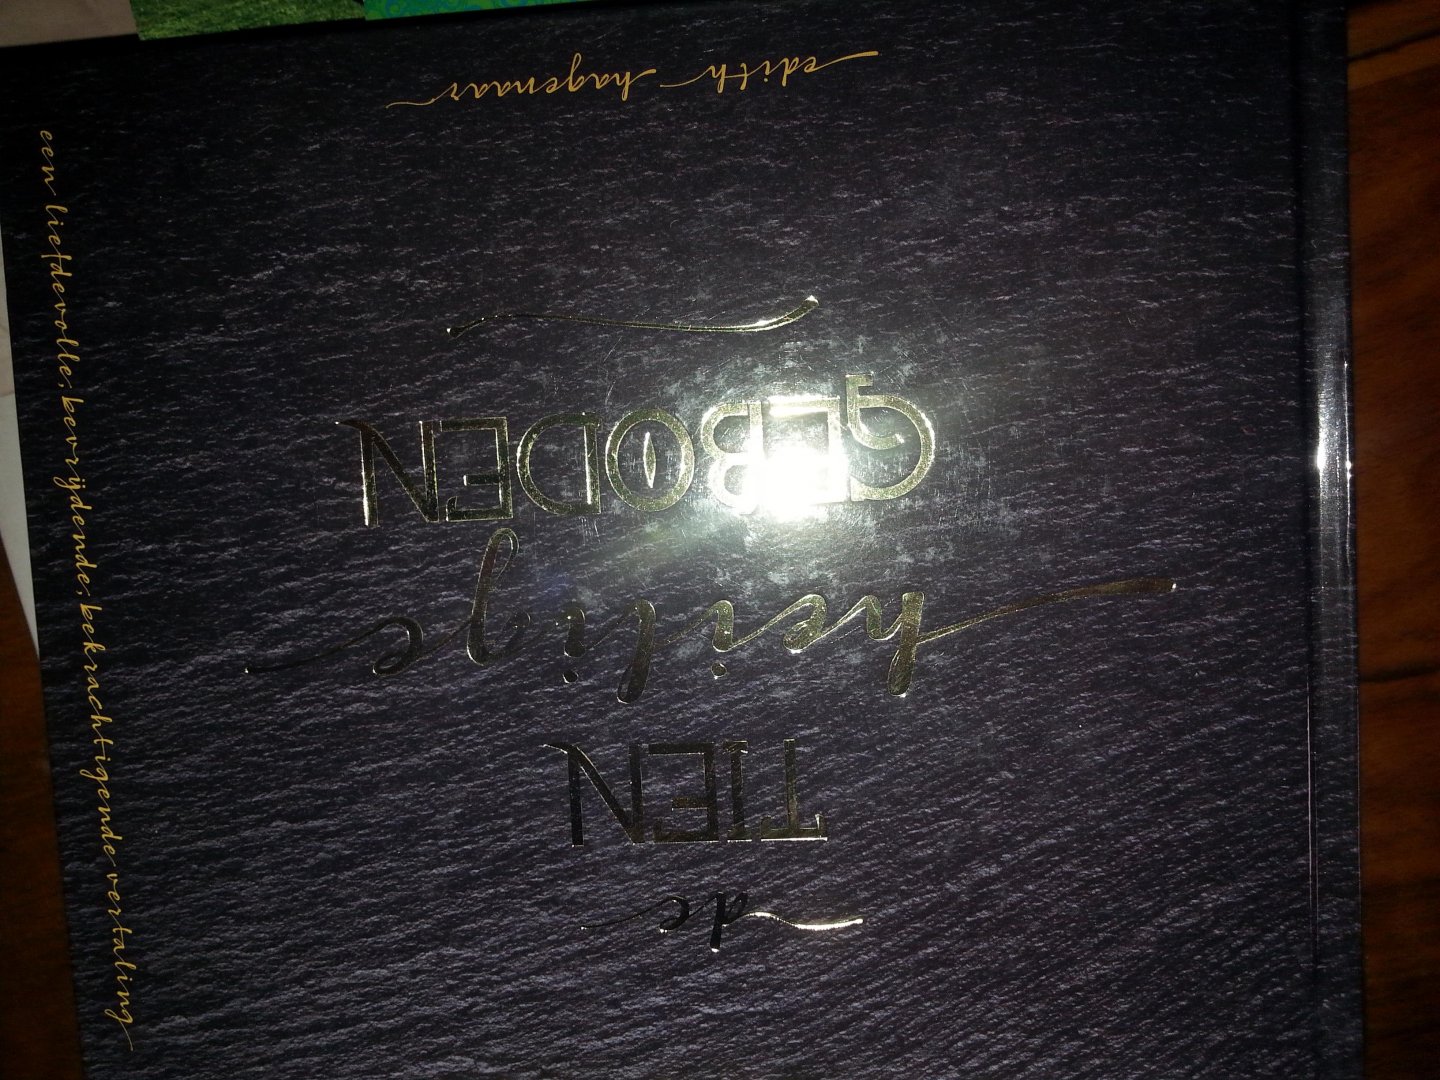 de
TIEN
heilige
GEBODEN
edith hagenaar
een liefdevolle, bevrijdende, bekrachtigende vertaling